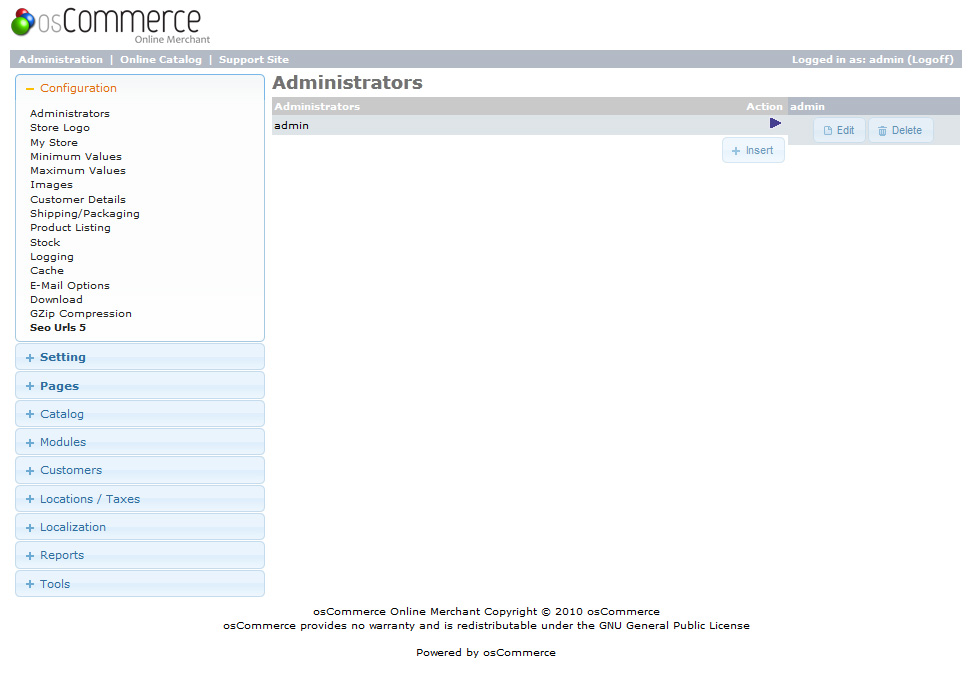 osCommerce
Online Merchant
Administration | Online Catalog | Support Site
Logged in as: admin (Logoff)
Configuration
Administrators
Store Logo
My Store
Minimum Values
Maximum Values
Images
Customer Details
Shipping/Packaging
Product Listing
Stock
Logging
Cache
E-Mail Options
Download
GZip Compression
Seo Urls 5
Setting
Pages
Catalog
Modules
Customers
Locations / Taxes
Localization
Reports
Tools
Administrators
Administrators Action
admin
Insert
admin
Edit Delete
osCommerce Online Merchant Copyright © 2010 osCommerce
osCommerce provides no warranty and is redistributable under the GNU General Public License
Powered by osCommerce